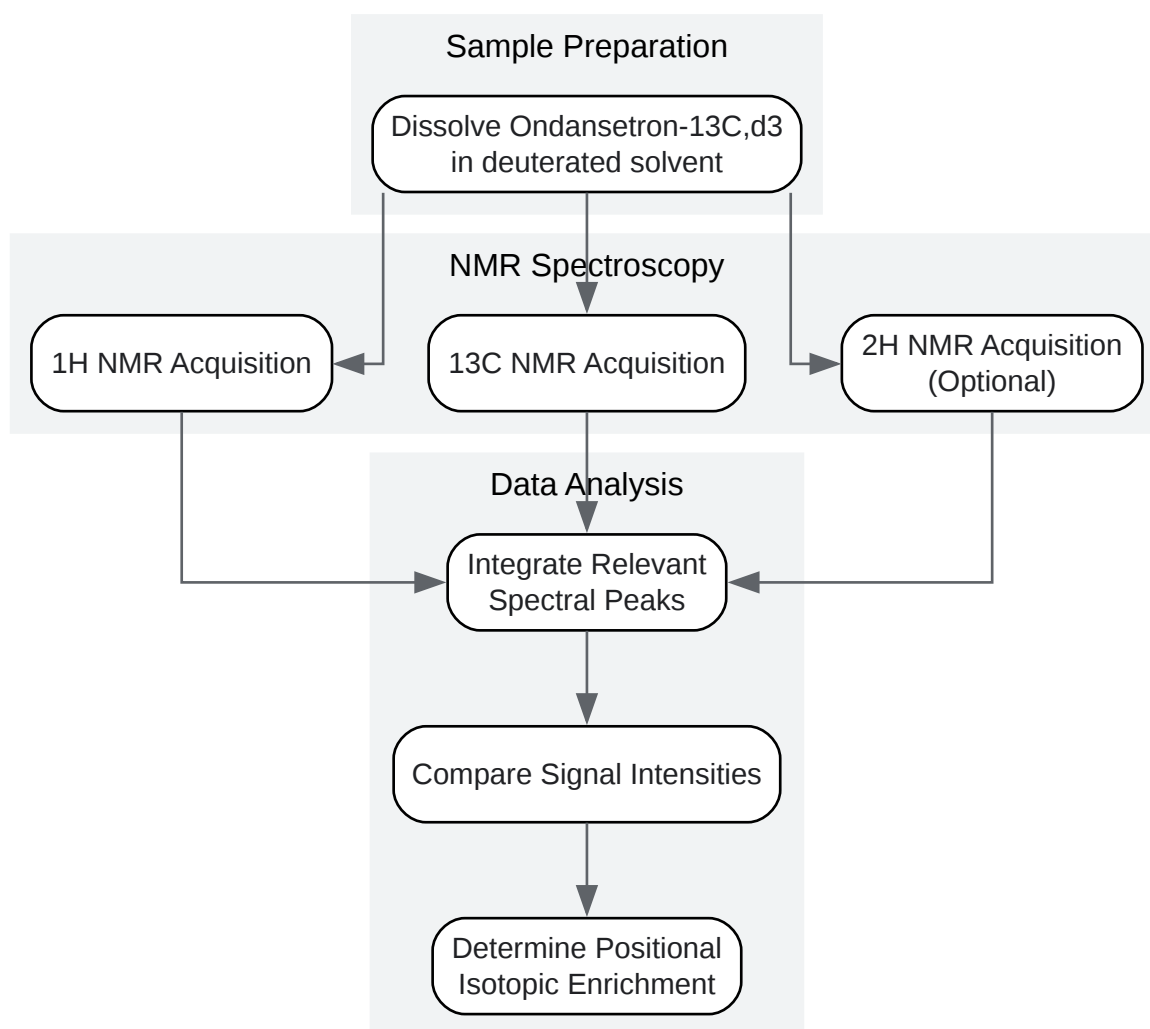 Sample Preparation
Dissolve Ondansetron-13C,d3
in deuterated solvent
NMR Spectroscopy
1H NMR Acquisition
13C NMR Acquisition
2H NMR Acquisition
(Optional)
Data Analysis
Integrate Relevant
Spectral Peaks
Compare Signal Intensities
Determine Positional
Isotopic Enrichment